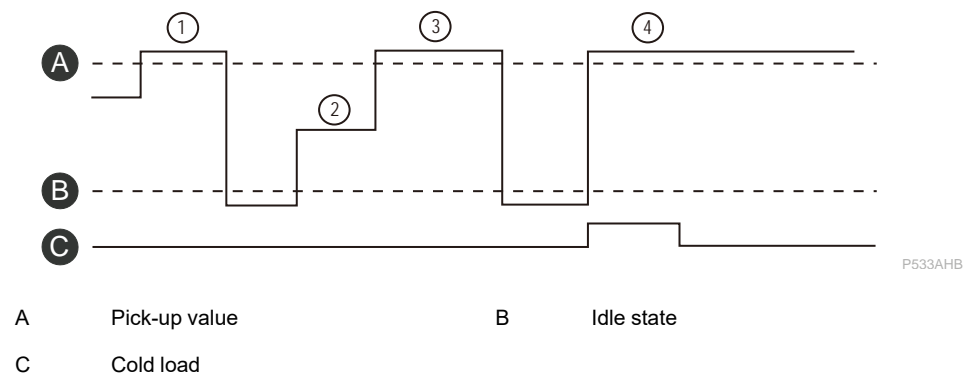 1
3
4
A
2
B
C
P533AHB
A Pick-up value B Idle state
C Cold load